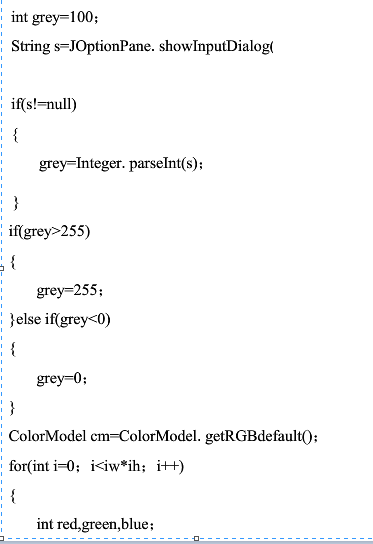 int grey=100；
String s=JOptionPane. showInputDialog(
if(s!=null)
{
grey=Integer. parseInt(s)；
}
if(grey>255)
{
grey=255；
}else if(grey<0)
{
grey=0；
}
ColorModel cm=ColorModel. getRGBdefault()；
for(int i=0； i<iw*ih； i++)
{
int red,green,blue；